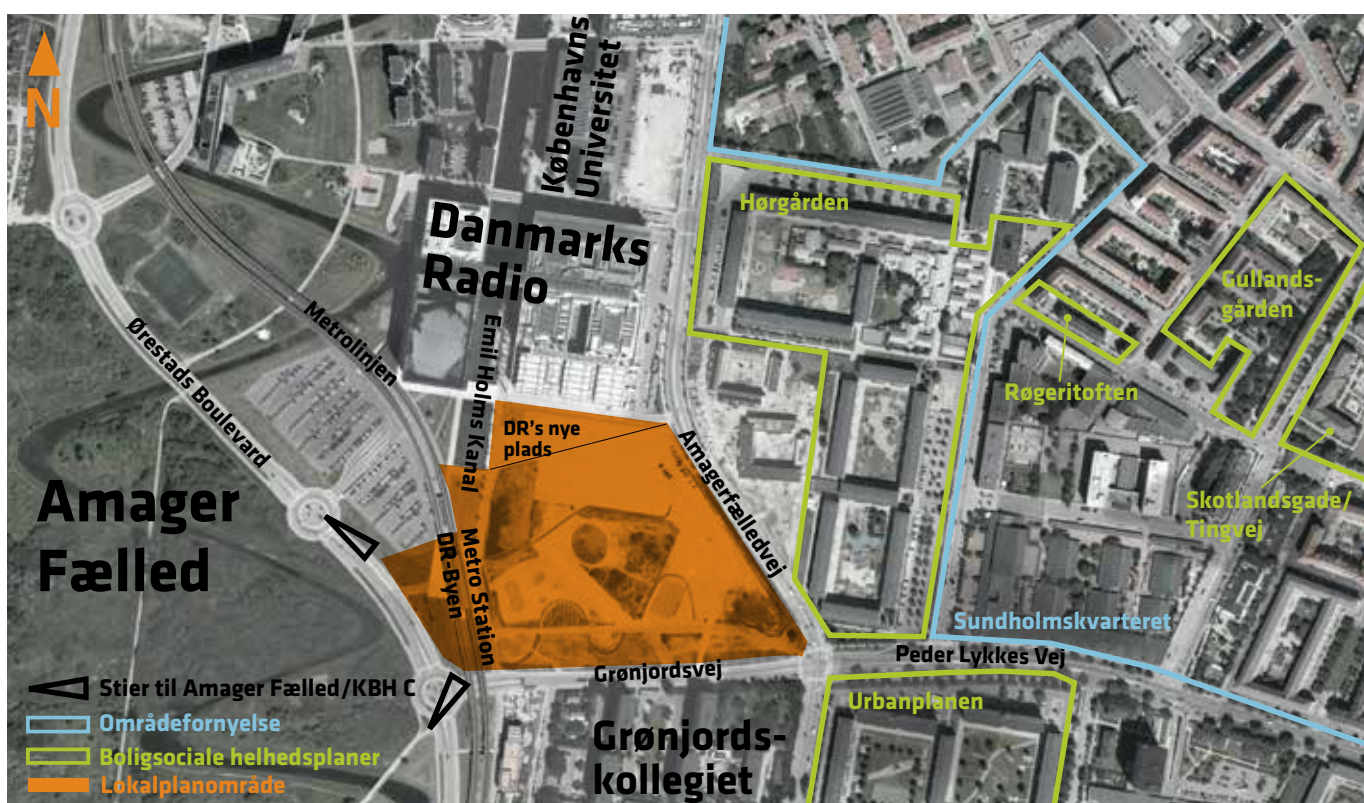 N
Københavns
Universitet
Danmarks
Radio
Hørgården
Gullands-
gården
Røgeritoften
Skotlandsgade/
Tingvej
Metrolinjen
Ørestads Boulevard
Emil Holms Kanal
DR's nye
plads
Amagerfælledvej
Amager
Fælled
Metro Station
DR-Byen
Sundholmskvarteret
Peder Lykkes Vej
Grønjordsvej
Urbanplanen
Grønjords-
kollegiet
Stier til Amager Fælled/KBH C
Områdefornyelse
Boligsociale helhedsplaner
Lokalplanområde